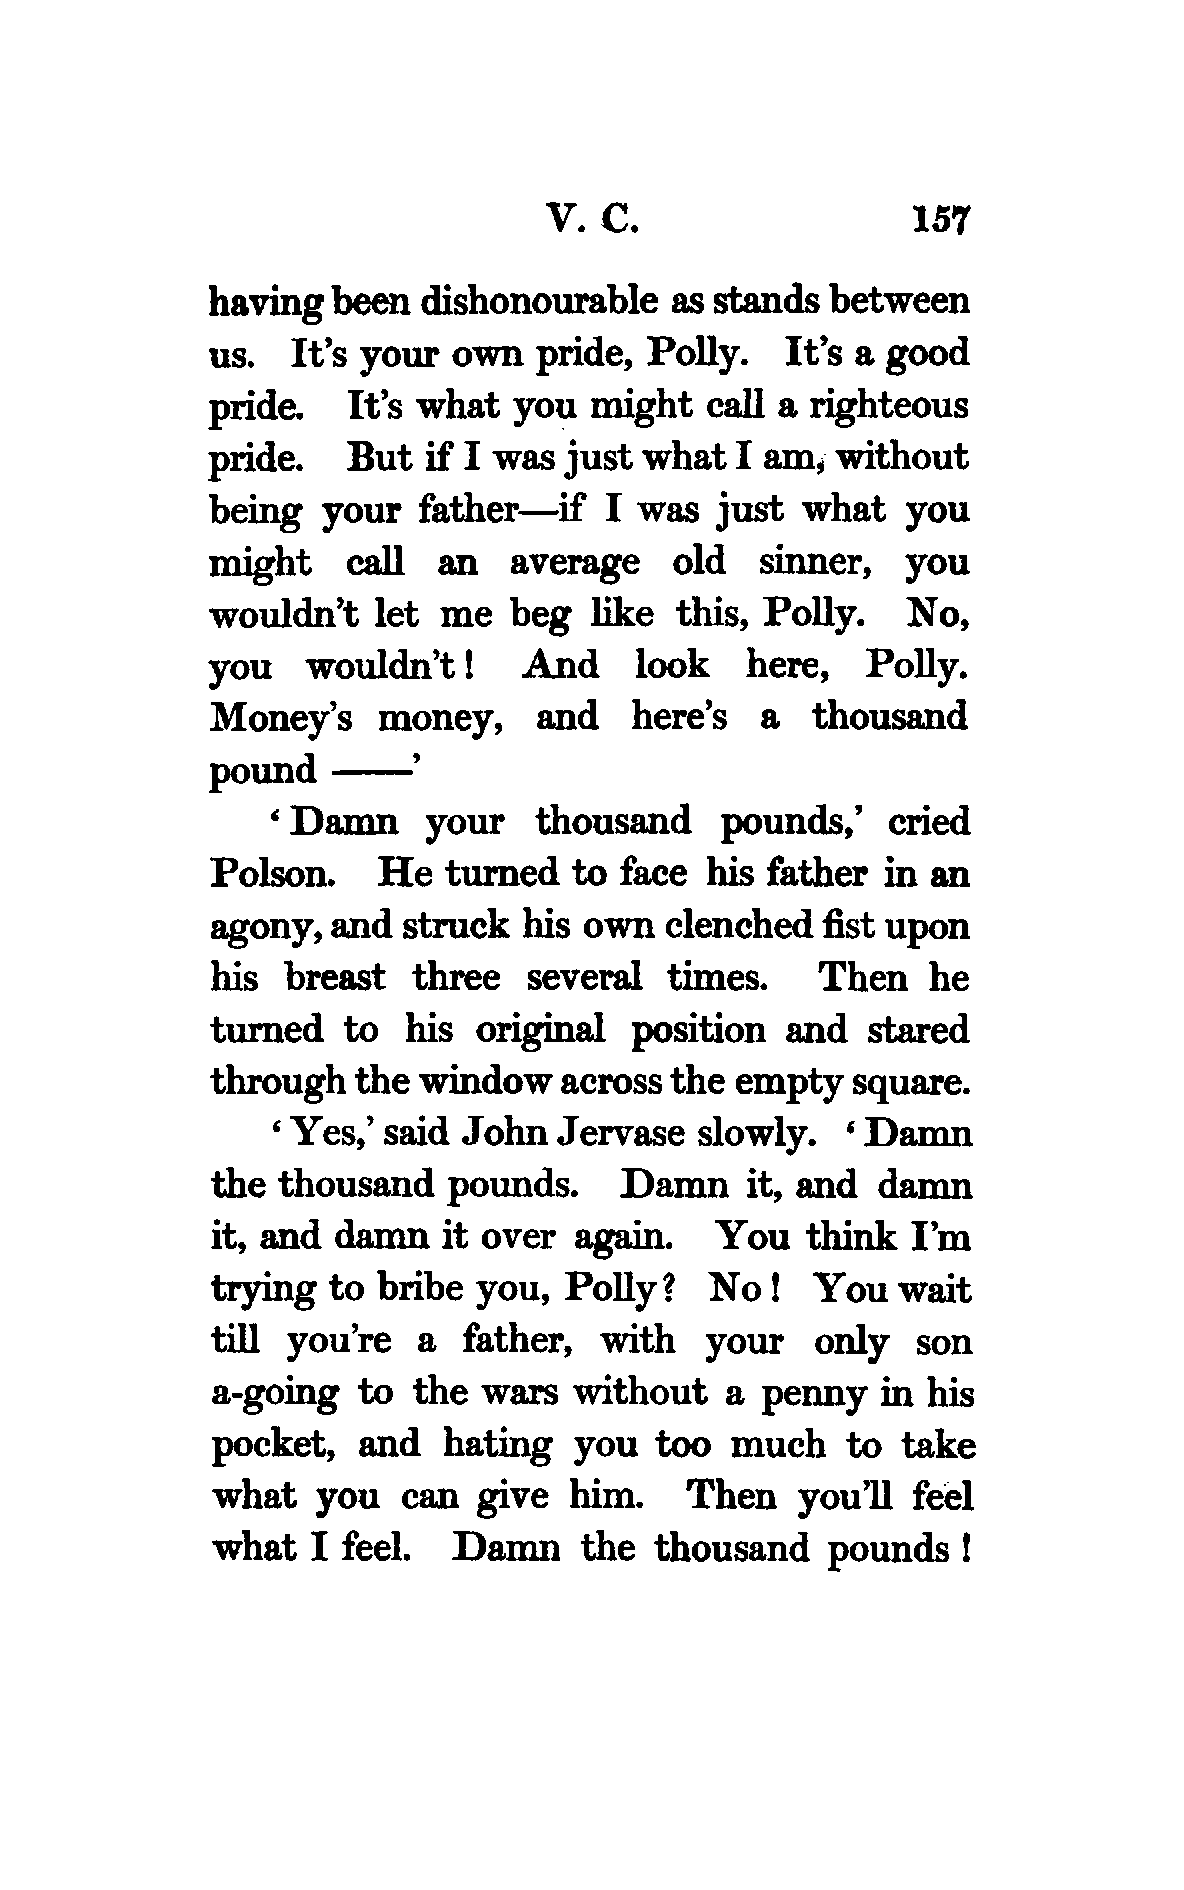 V. C. 157
having been dishonourable as stands between
us. It's your own pride, Polly. It's a good
pride. It's what you might call a righteous
pride. But if I was just what I am, without
being your father—if I was just what you
might call an average old sinner, you
wouldn't let me beg like this, Polly. No,
you wouldn't! And look here, Polly.
Money's money, and here's a thousand
pound ——'
‘Damn your thousand pounds,’ cried
Polson. He turned to face his father in an
agony, and struck his own clenched fist upon
his breast three several times. Then he
turned to his original position and stared
through the window across the empty square.
‘Yes,’ said John Jervase slowly. ‘Damn
the thousand pounds. Damn it, and damn
it, and damn it over again. You think I'm
trying to bribe you, Polly? No! You wait
till you're a father, with your only son
a-going to the wars without a penny in his
pocket, and hating you too much to take
what you can give him. Then you'll feel
what I feel. Damn the thousand pounds!